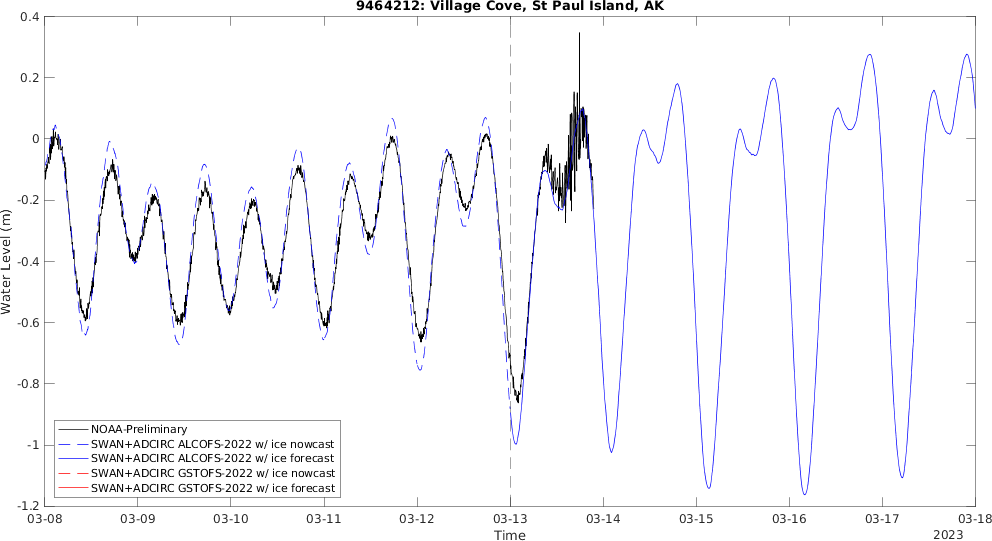 9464212: Village Cove, St Paul Island, AK
0.4
0.2
0
-0.2
-0.4
-0.6
-0.8
-1
-1.2
Water Level (m)
NOAA-Preliminary
SWAN+ADCIRC ALCOFS-2022 w/ ice nowcast
SWAN+ADCIRC ALCOFS-2022 w/ ice forecast
SWAN+ADCIRC GSTOFS-2022 w/ ice nowcast
SWAN+ADCIRC GSTOFS-2022 w/ ice forecast
03-08 03-09 03-10 03-11 03-12 03-13 03-14 03-15 03-16 03-17 03-18
Time
2023